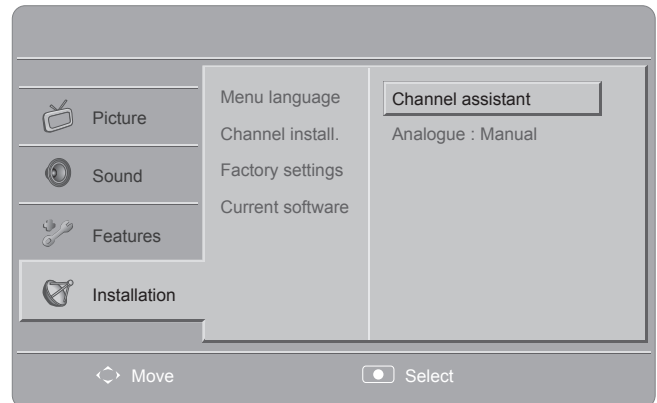 Picture
Sound
Features
Installation
Menu language
Channel install.
Factory settings
Current software
Channel assistant
Analogue : Manual
Move
Select